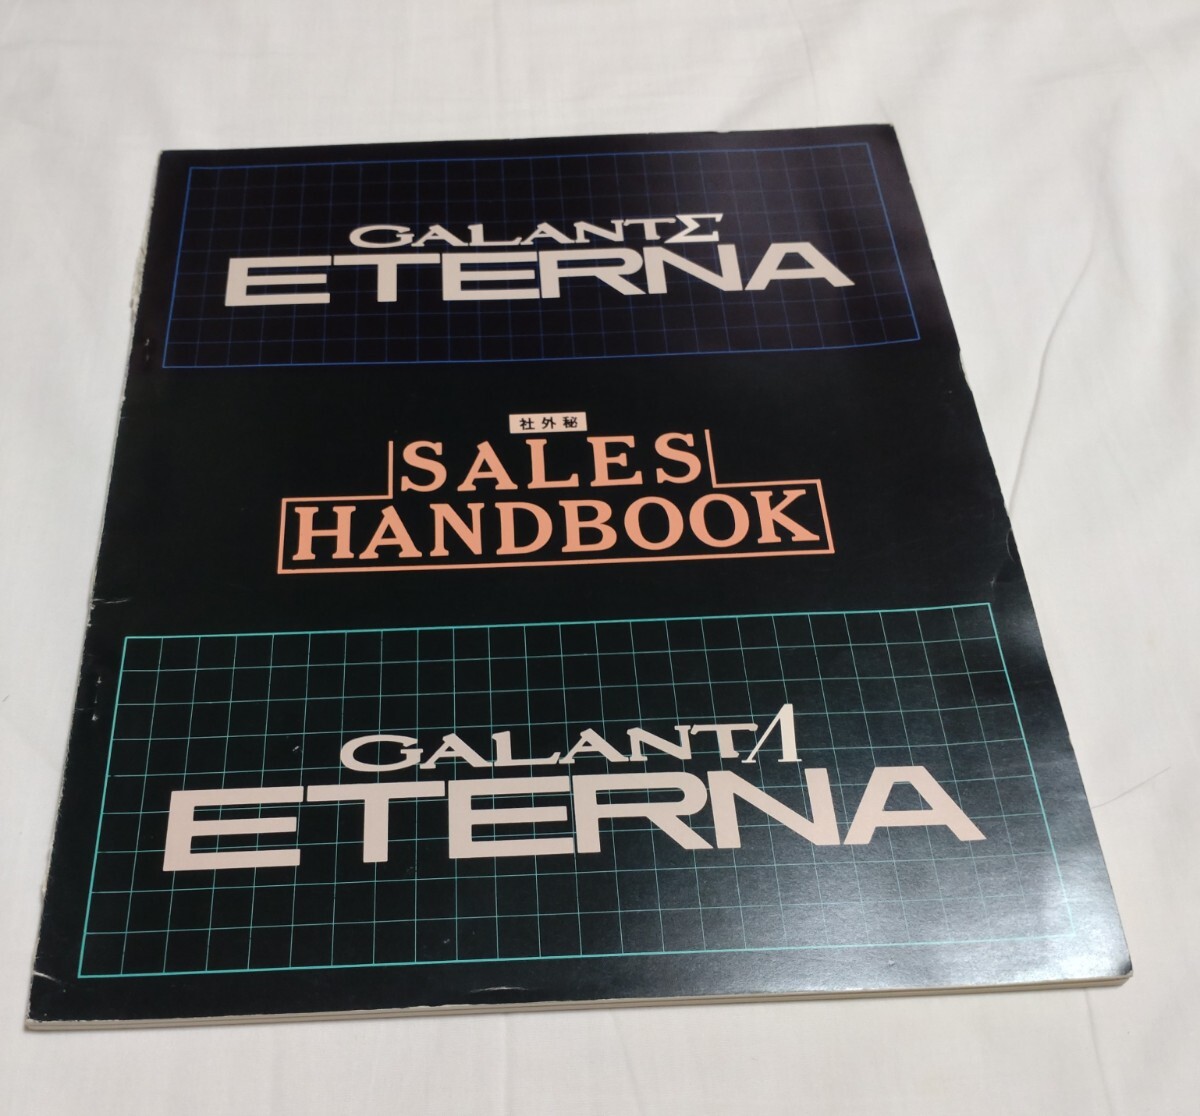 GALANTΣ
ETERNA
社外秘
SALES
HANDBOOK
GALANTΛ
ETERNA